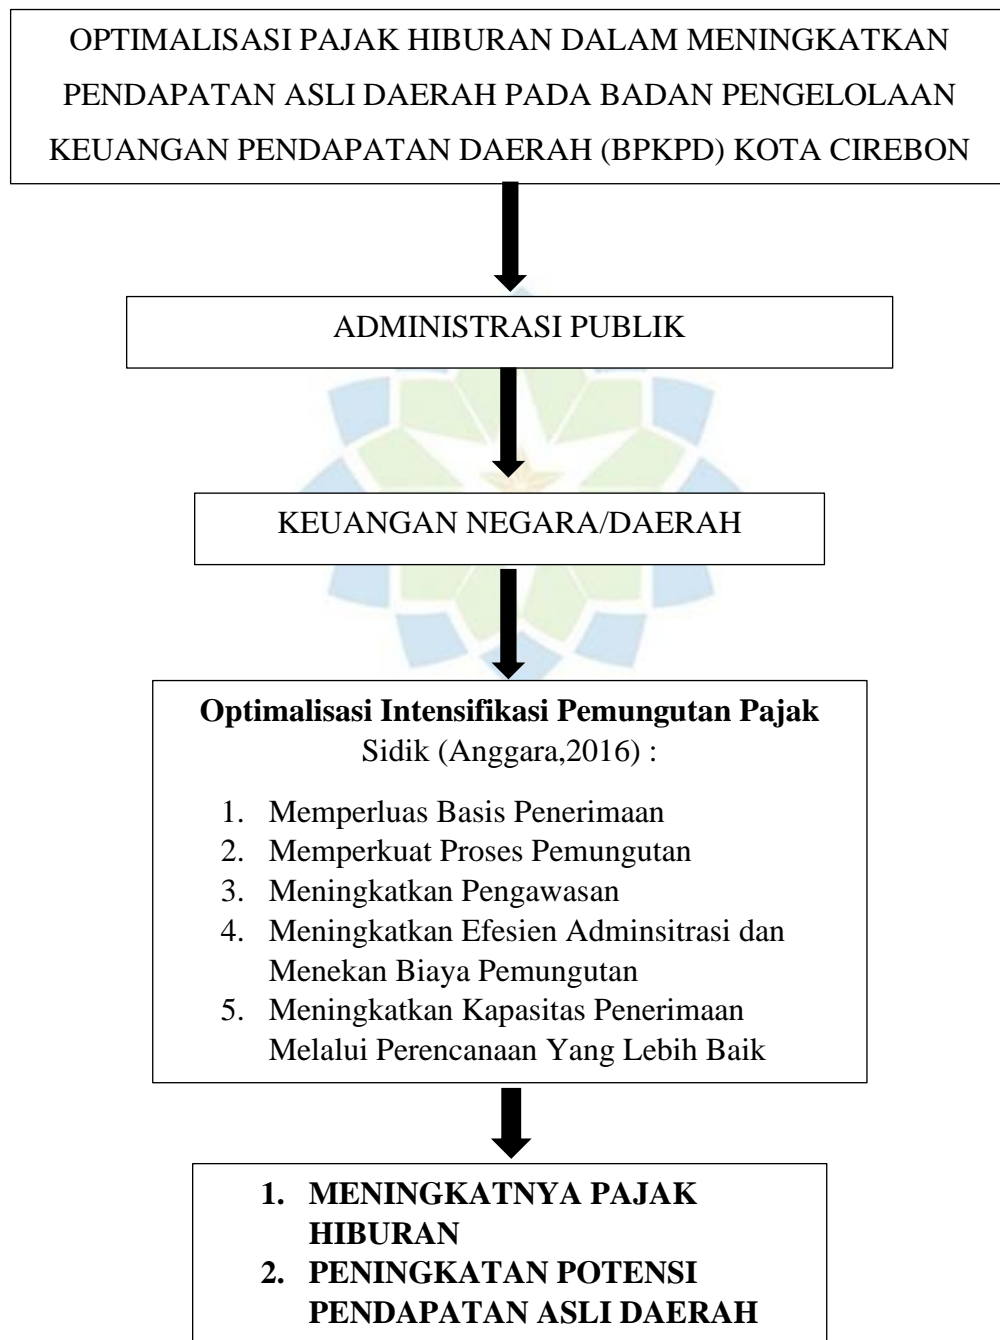 OPTIMALISASI PAJAK HIBURAN DALAM MENINGKATKAN
PENDAPATAN ASLI DAERAH PADA BADAN PENGELOLAAN
KEUANGAN PENDAPATAN DAERAH (BPKPD) KOTA CIREBON
ADMINISTRASI PUBLIK
KEUANGAN NEGARA/DAERAH
Optimalisasi Intensifikasi Pemungutan Pajak
Sidik (Anggara,2016) :
1. Memperluas Basis Penerimaan
2. Memperkuat Proses Pemungutan
3. Meningkatkan Pengawasan
4. Meningkatkan Efesien Adminsitrasi dan
Menekan Biaya Pemungutan
5. Meningkatkan Kapasitas Penerimaan
Melalui Perencanaan Yang Lebih Baik
1. MENINGKATNYA PAJAK
HIBURAN
2. PENINGKATAN POTENSI
PENDAPATAN ASLI DAERAH